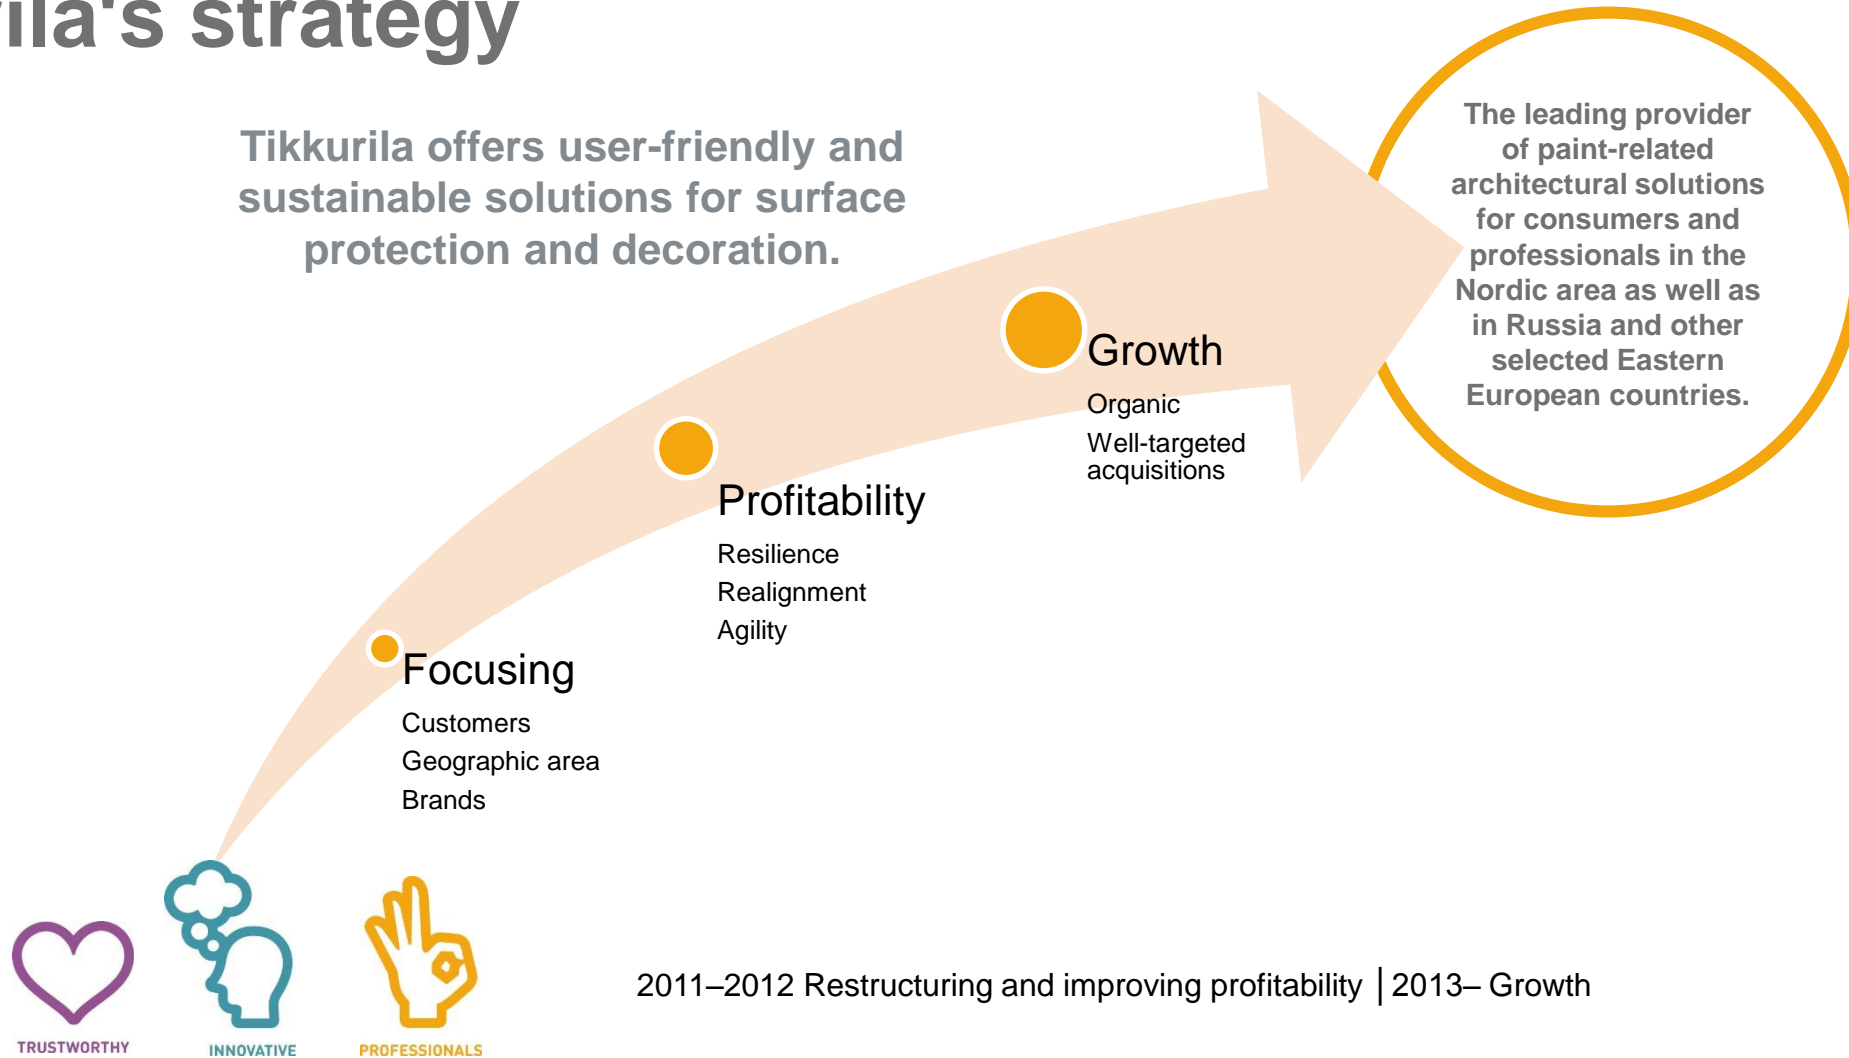 ila's strategy
Tikkurila offers user-friendly and
sustainable solutions for surface
protection and decoration.
The leading provider
of paint-related
architectural solutions
for consumers and
professionals in the
Nordic area as well as
in Russia and other
selected Eastern
European countries.
Growth
Organic
Well-targeted
acquisitions
Profitability
Resilience
Realignment
Agility
Focusing
Customers
Geographic area
Brands
2011–2012 Restructuring and improving profitability | 2013– Growth
TRUSTWORTHY
INNOVATIVE
PROFESSIONALS